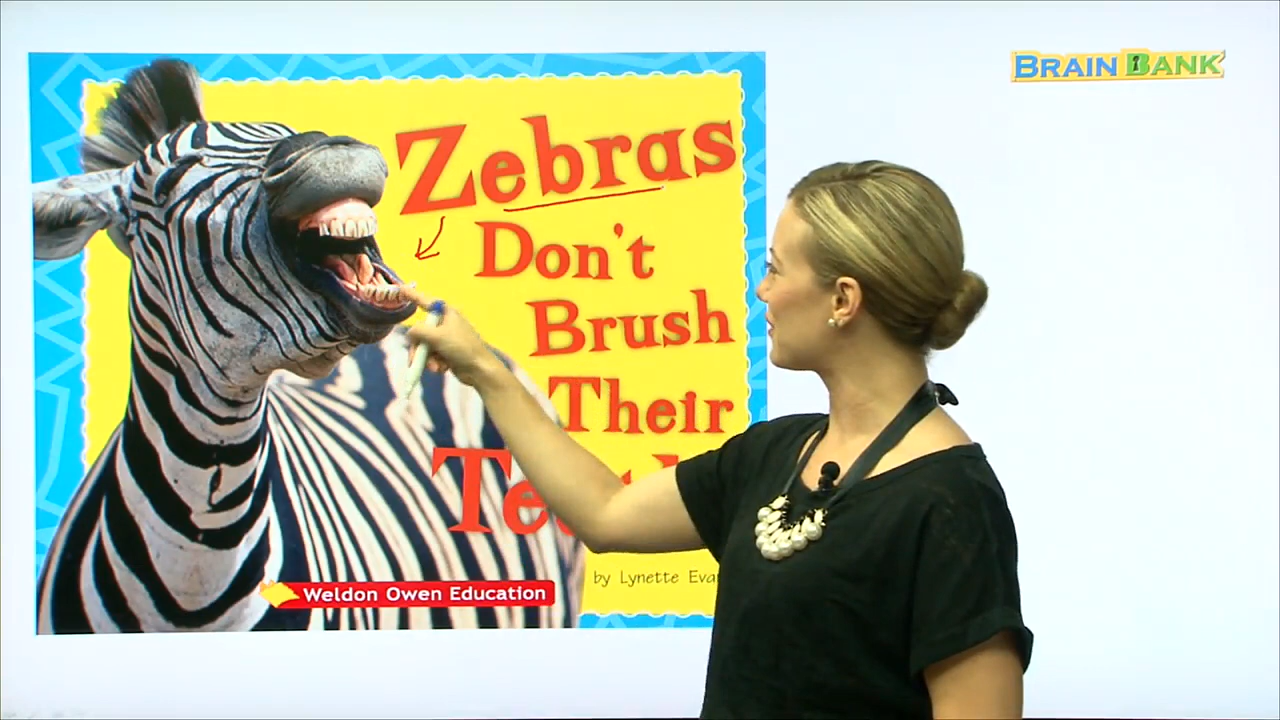 BRAIN BANK
Zebras
Don't
Brush
Their
by Lynette
Weldon Owen Education